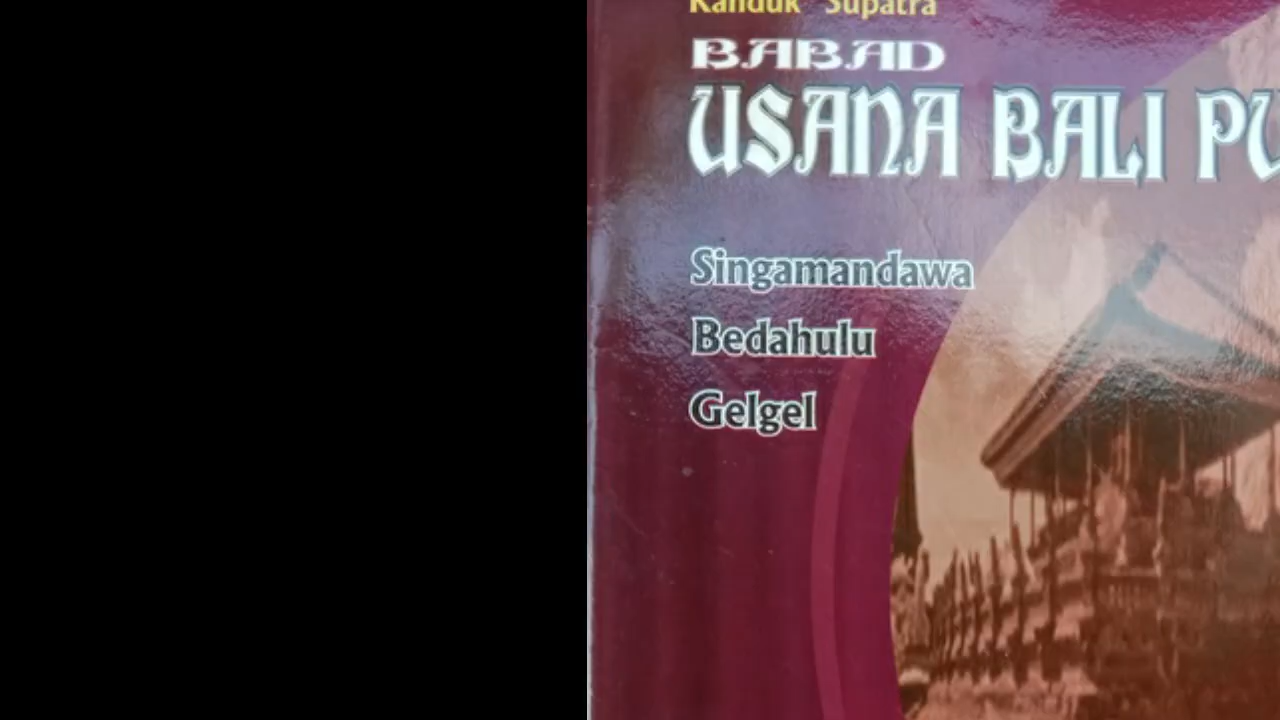 Kanduk Supatra
BABAD
USANA BALI PU
Singamandawa
Bedahulu
Gelgel